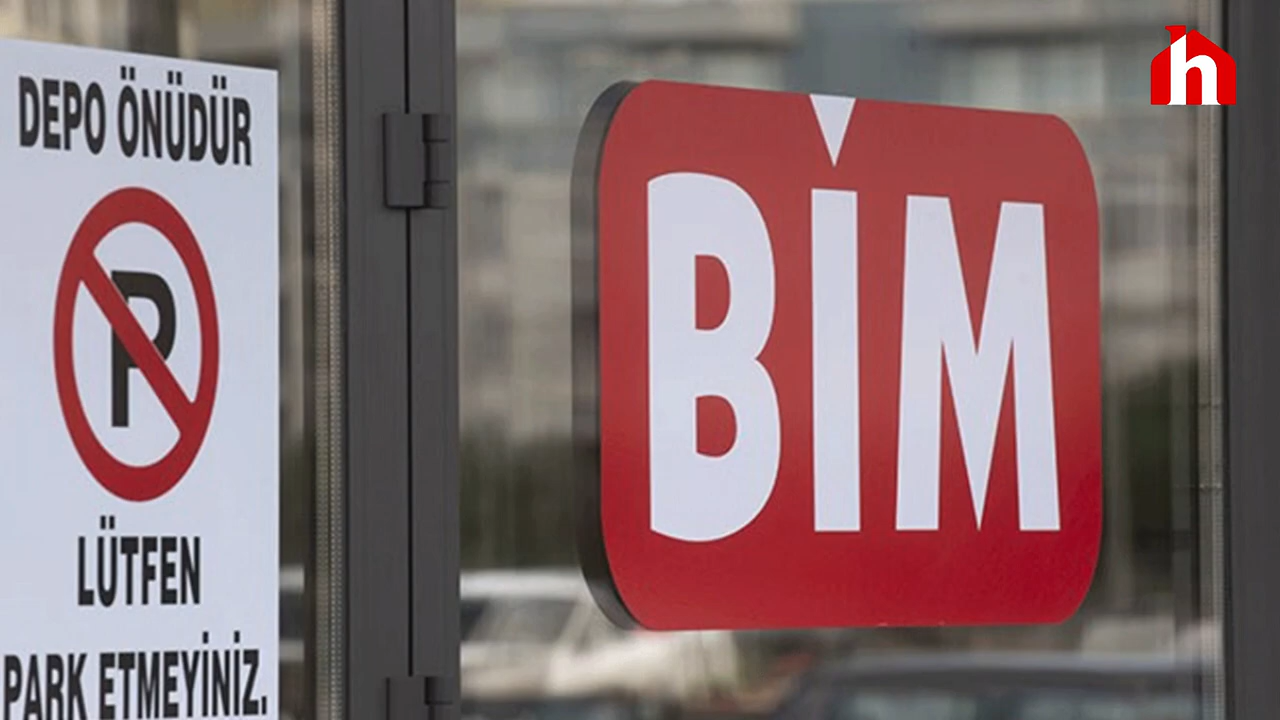 DEPO ÖNÜDÜR
P
LÜTFEN
PARK ETMEYİNİZ.
BİM
h